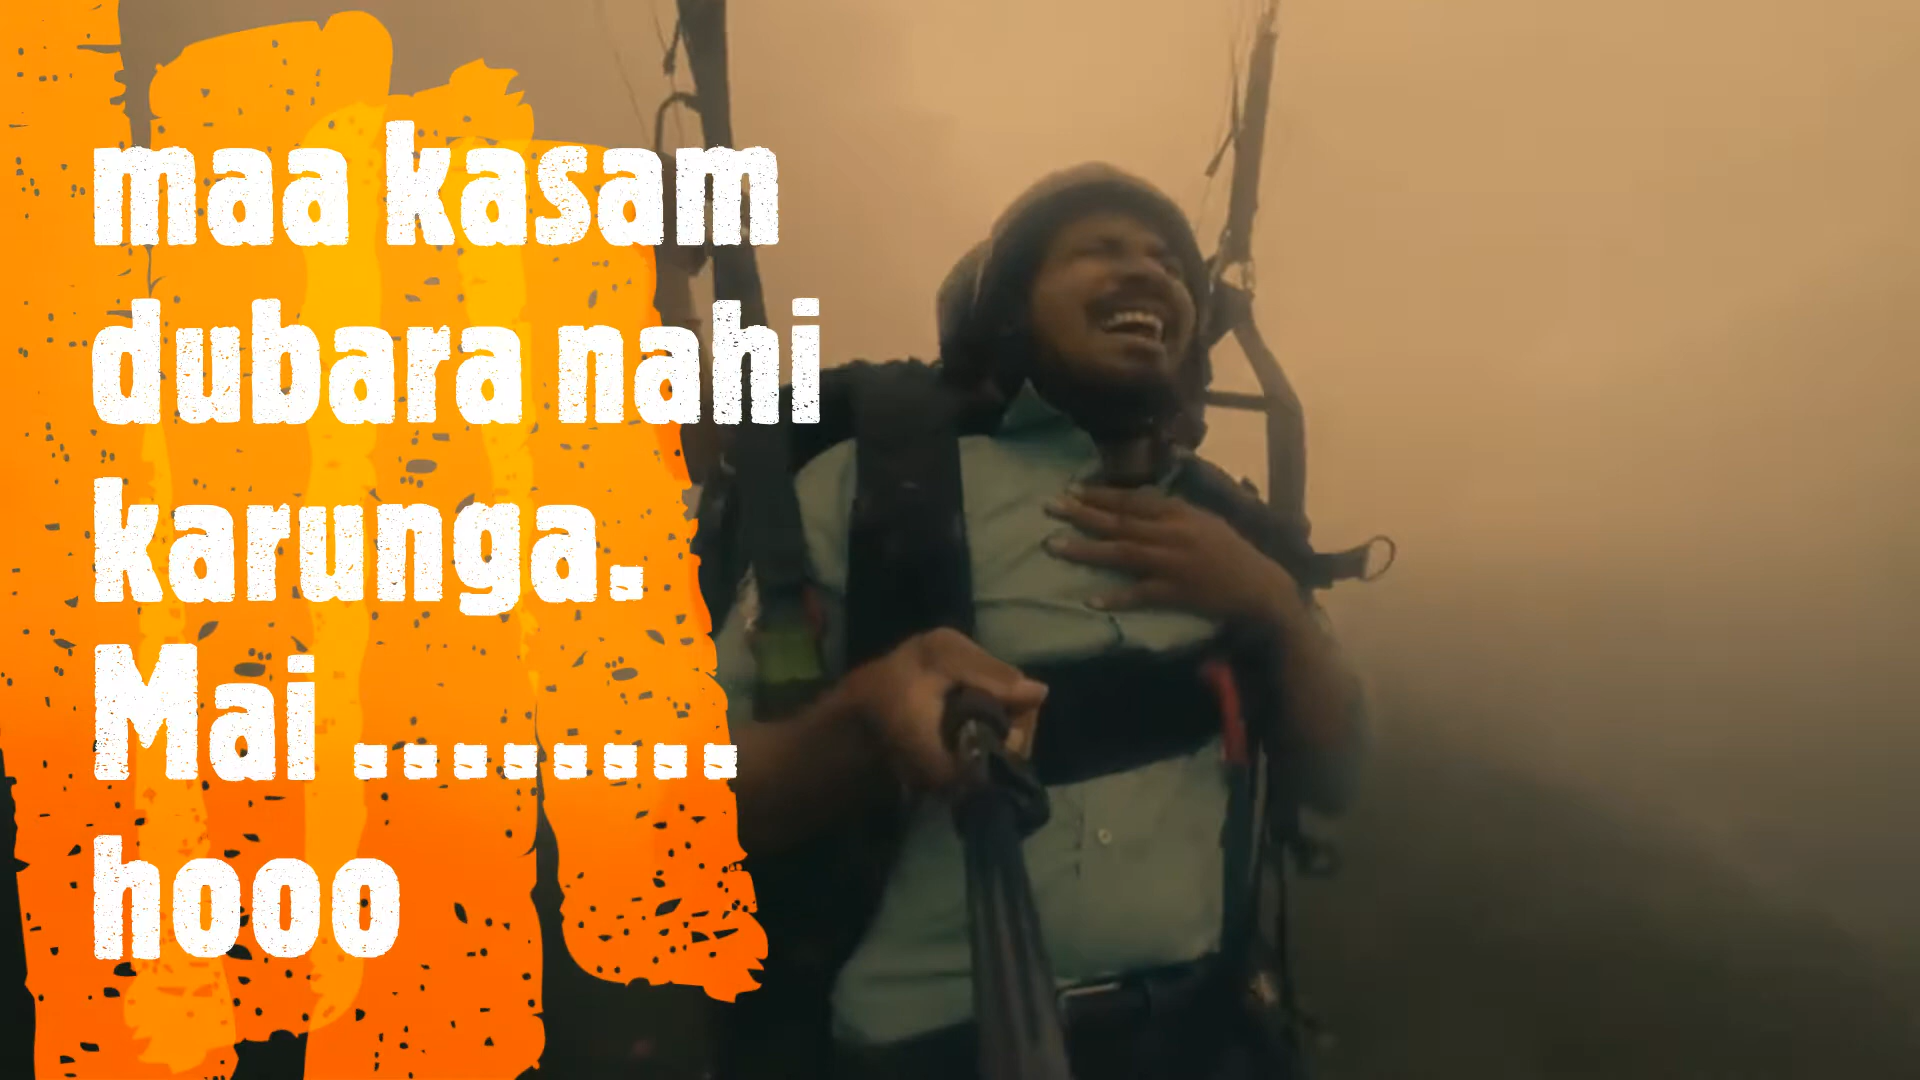 maa kasam
dubara nahi
karunga.
Mai ........
hooo